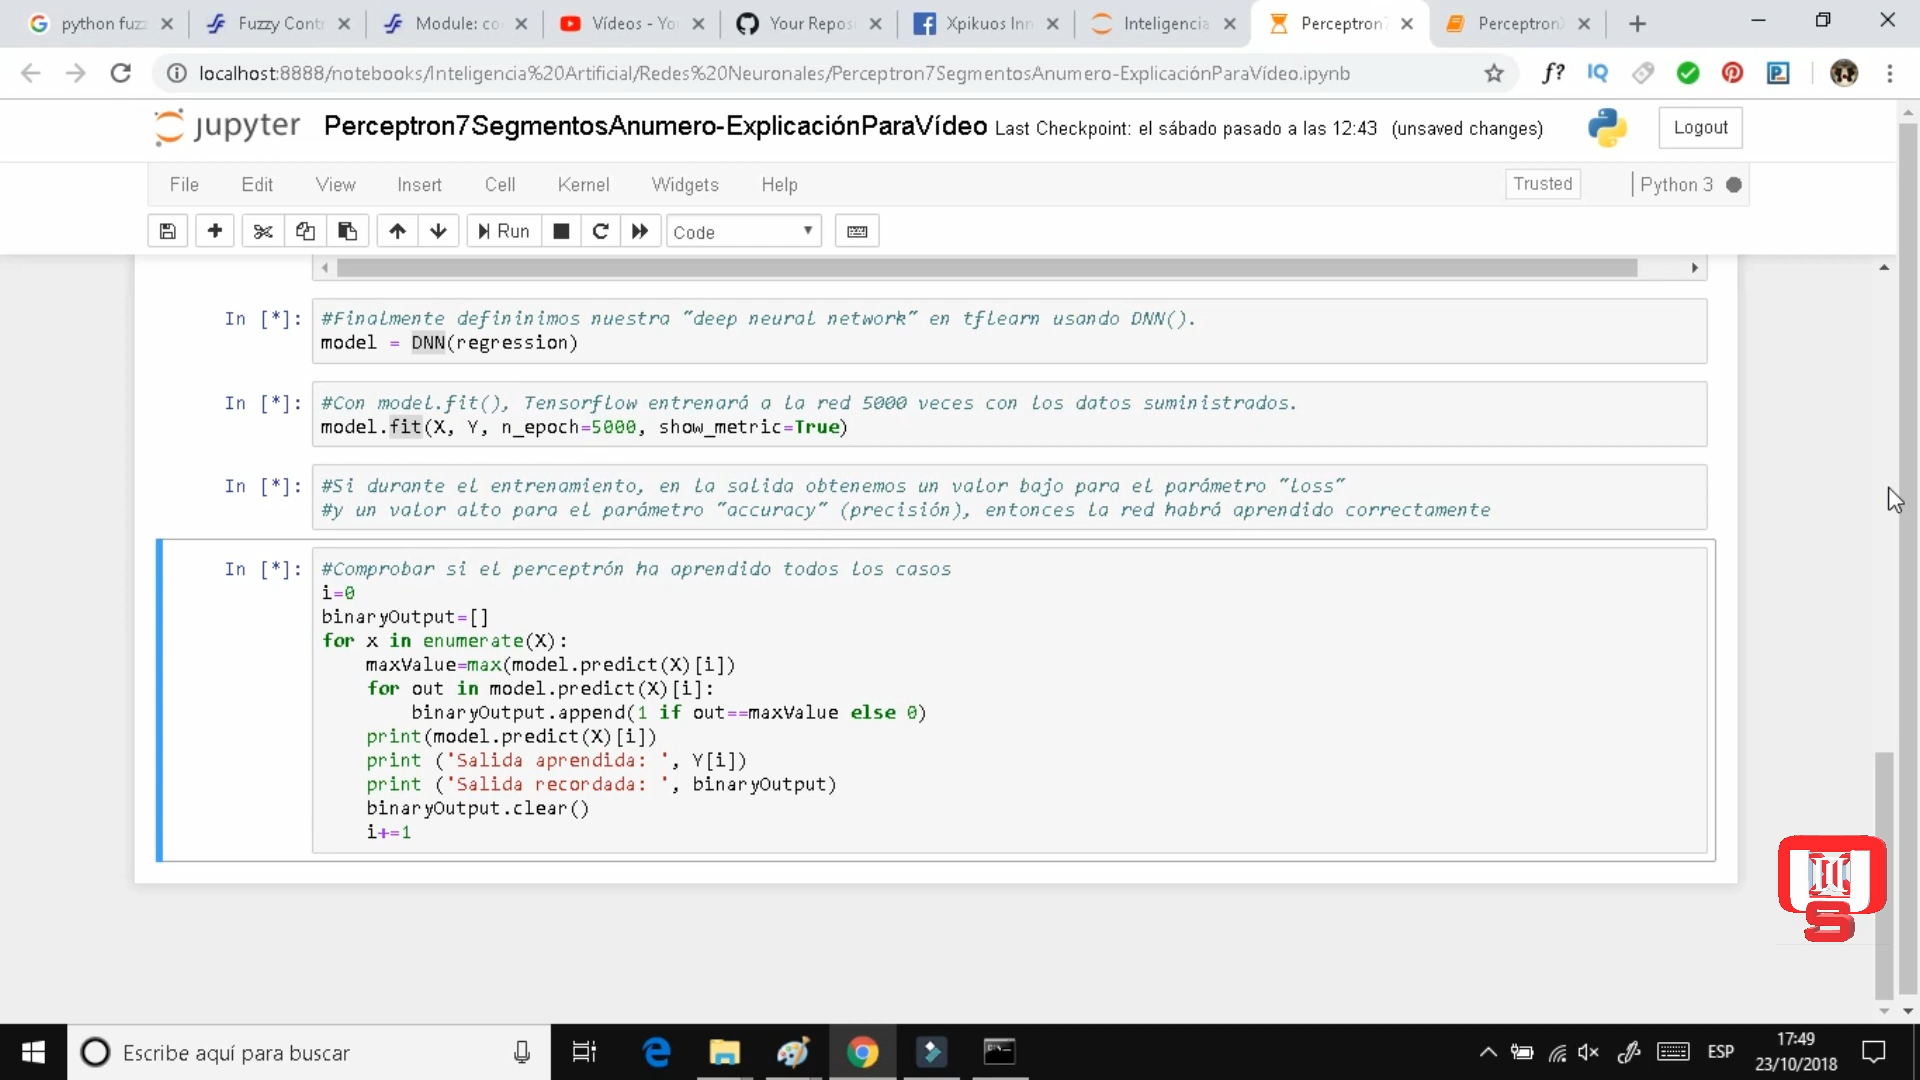 python fuzz
Fuzzy Contr
Module: co
Vídeos - Yo
Your Reposi
Xpikuos Inn
Inteligencia
Perceptron7
Perceptron7
localhost:8888/notebooks/Inteligencia%20Artificial/Redes%20Neuronales/Perceptron7SegmentosAnumero-ExplicaciónParaVídeo.ipynb
f?
IQ
jupyter Perceptron7SegmentosAnumero-ExplicaciónParaVídeo Last Checkpoint: el sábado pasado a las 12:43 (unsaved changes)
Logout
File Edit View Insert Cell Kernel Widgets Help
Trusted
Python 3
Run
Code
In [*]: #Finalmente defininimos nuestra "deep neural network" en tflearn usando DNN().
model = DNN(regression)
In [*]: #Con model.fit(), Tensorflow entrenará a la red 5000 veces con los datos suministrados.
model.fit(X, Y, n_epoch=5000, show_metric=True)
In [*]: #Si durante el entrenamiento, en la salida obtenemos un valor bajo para el parámetro "loss"
#y un valor alto para el parámetro "accuracy" (precisión), entonces la red habrá aprendido correctamente
In [*]: #Comprobar si el perceptrón ha aprendido todos los casos
i=0
binaryOutput=[]
for x in enumerate(X):
maxValue=max(model.predict(X)[i])
for out in model.predict(X)[i]:
binaryOutput.append(1 if out==maxValue else 0)
print(model.predict(X)[i])
print ('Salida aprendida: ', Y[i])
print ('Salida recordada: ', binaryOutput)
binaryOutput.clear()
i+=1
Escribe aquí para buscar
ESP
17:49
23/10/2018